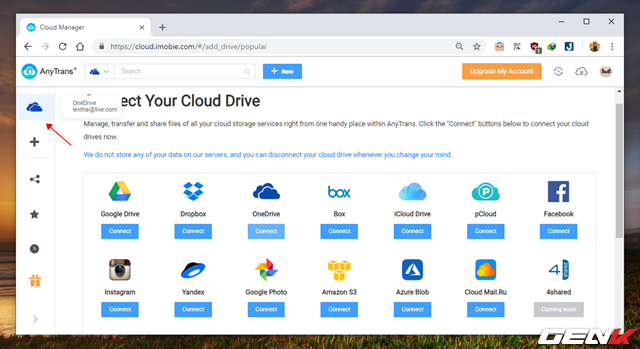 Cloud Manager
https://cloud.imobie.com/#/add_drive/popular
AnyTrans®
Search
+ New
Upgrade My Account
OneDrive
lexthai@live.com
ect Your Cloud Drive
Manage, transfer and share files of all your cloud storage services right from one handy place within AnyTrans. Click the "Connect" buttons below to connect your cloud
drives now.
We do not store any of your data on our servers, and you can disconnect your cloud drive whenever you change your mind.
box
Google Drive Dropbox OneDrive Box iCloud Drive pCloud Facebook
Connect Connect Connect Connect Connect Connect Connect
Instagram Yandex Google Photo Amazon S3 Azure Blob Cloud Mail.Ru 4shared
Connect Connect Connect Connect Connect Connect Coming soon
GENK